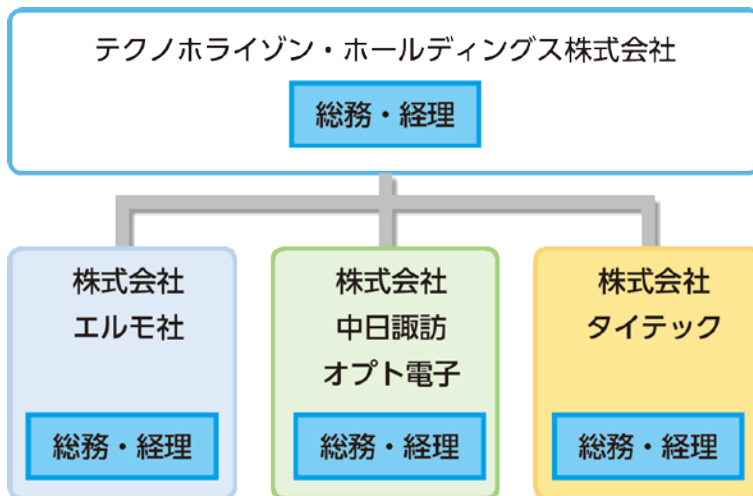 テクノホライゾン・ホールディングス株式会社
総務・経理
株式会社
エルモ社
総務・経理
株式会社
中日諏訪
オプト電子
総務・経理
株式会社
タイテック
総務・経理